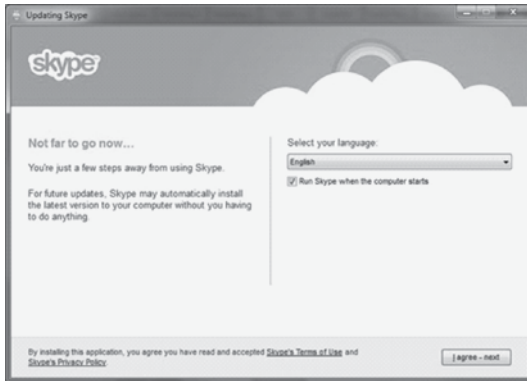 Updating Skype
skype
Not far to go now...
You're just a few steps away from using Skype.
For future updates, Skype may automatically install
the latest version to your computer without you having
to do anything.
Select your language:
English
Run Skype when the computer starts
By installing this application, you agree you have read and accepted Skype's Terms of Use and
Skype's Privacy Policy.
I agree - next